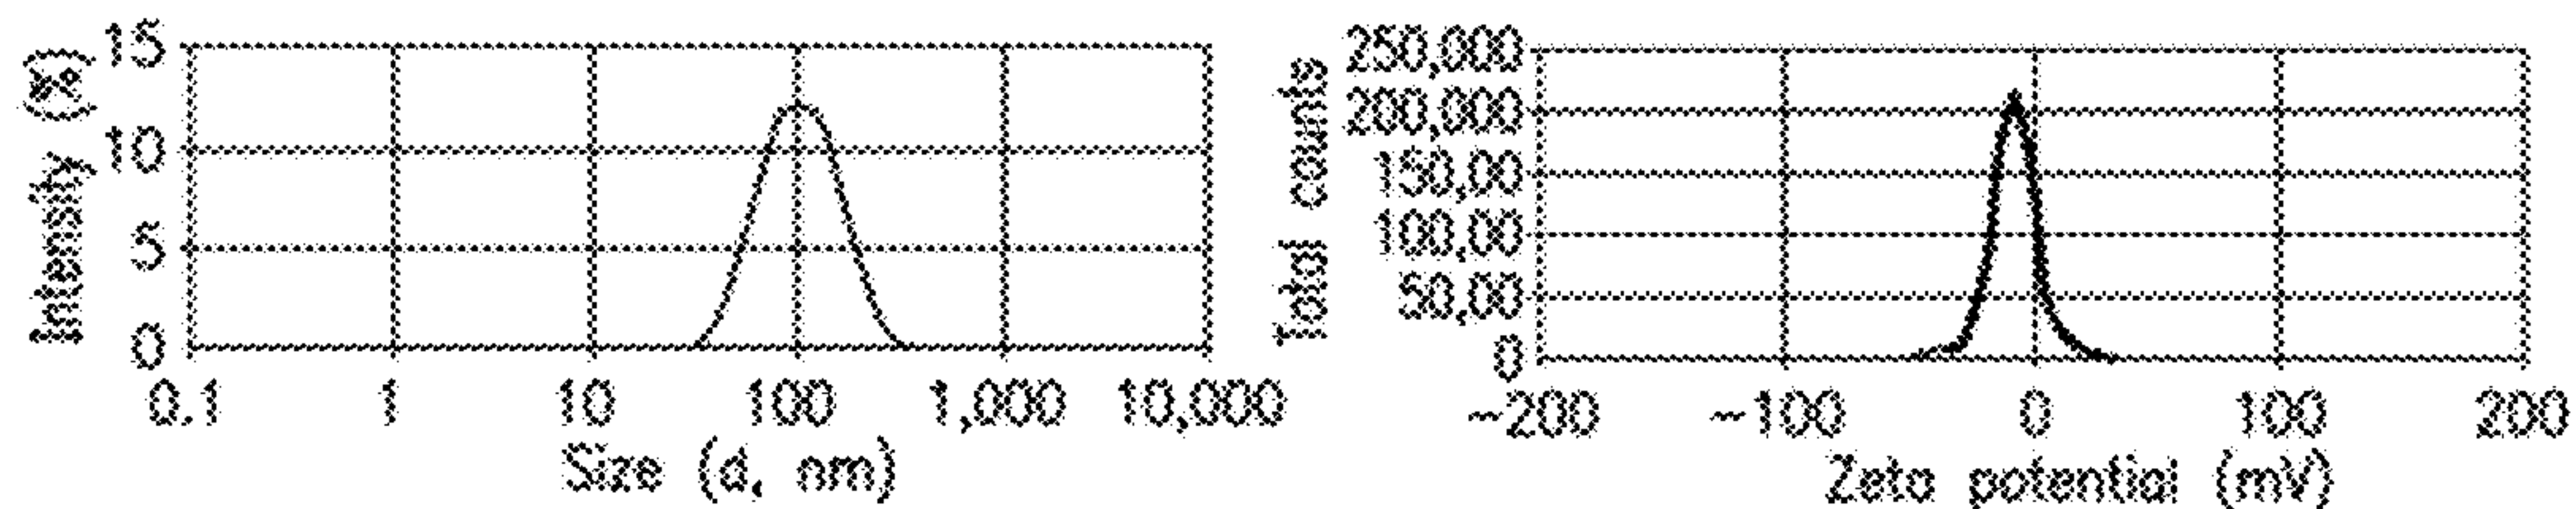 Intensity (%)
15
10
5
0
0.1 1 10 100 1,000 10,000
Size (d, nm)
Total counts
250,000
200,000
150,00
100,00
50,00
0
~200 ~100 0 100 200
Zeta potential (mV)